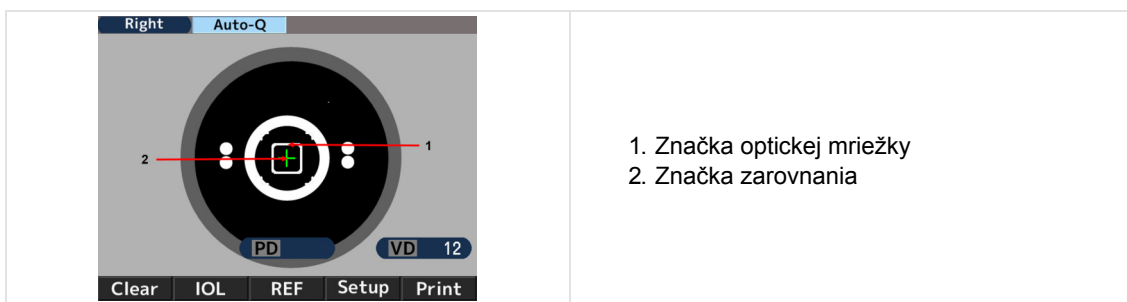 Right Auto-Q
1
2
PD VD 12
Clear IOL REF Setup Print
1. Značka optickej mriežky
2. Značka zarovnania